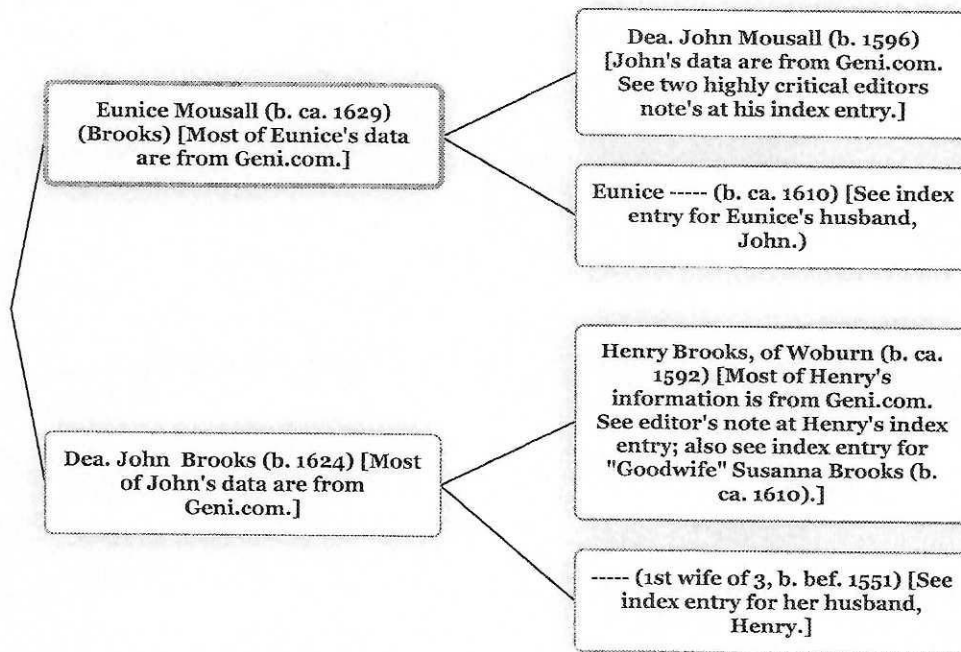 Eunice Mousall (b. ca. 1629)
(Brooks) [Most of Eunice's data
are from Geni.com.]
Dea. John Mousall (b. 1596)
[John's data are from Geni.com.
See two highly critical editors
note's at his index entry.]
Eunice ----- (b. ca. 1610) [See index
entry for Eunice's husband,
John.)
Dea. John Brooks (b. 1624) [Most
of John's data are from
Geni.com.]
Henry Brooks, of Woburn (b. ca.
1592) [Most of Henry's
information is from Geni.com.
See editor's note at Henry's index
entry; also see index entry for
"Goodwife" Susanna Brooks (b.
ca. 1610).]
----- (1st wife of 3, b. bef. 1551) [See
index entry for her husband,
Henry.]